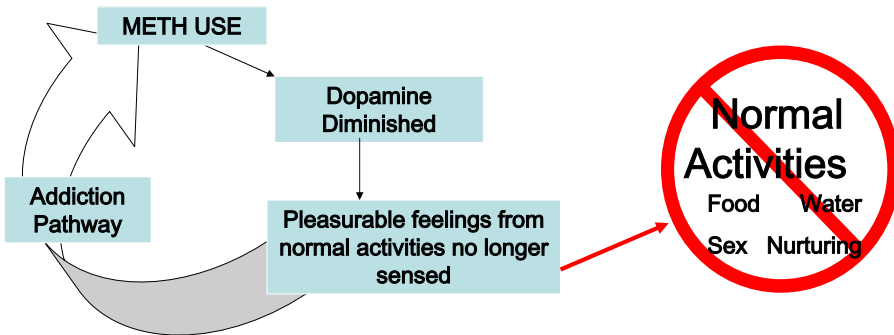 METH USE
Dopamine
Diminished
Addiction
Pathway
Pleasurable feelings from
normal activities no longer
sensed
Normal
Activities
Food Water
Sex Nurturing